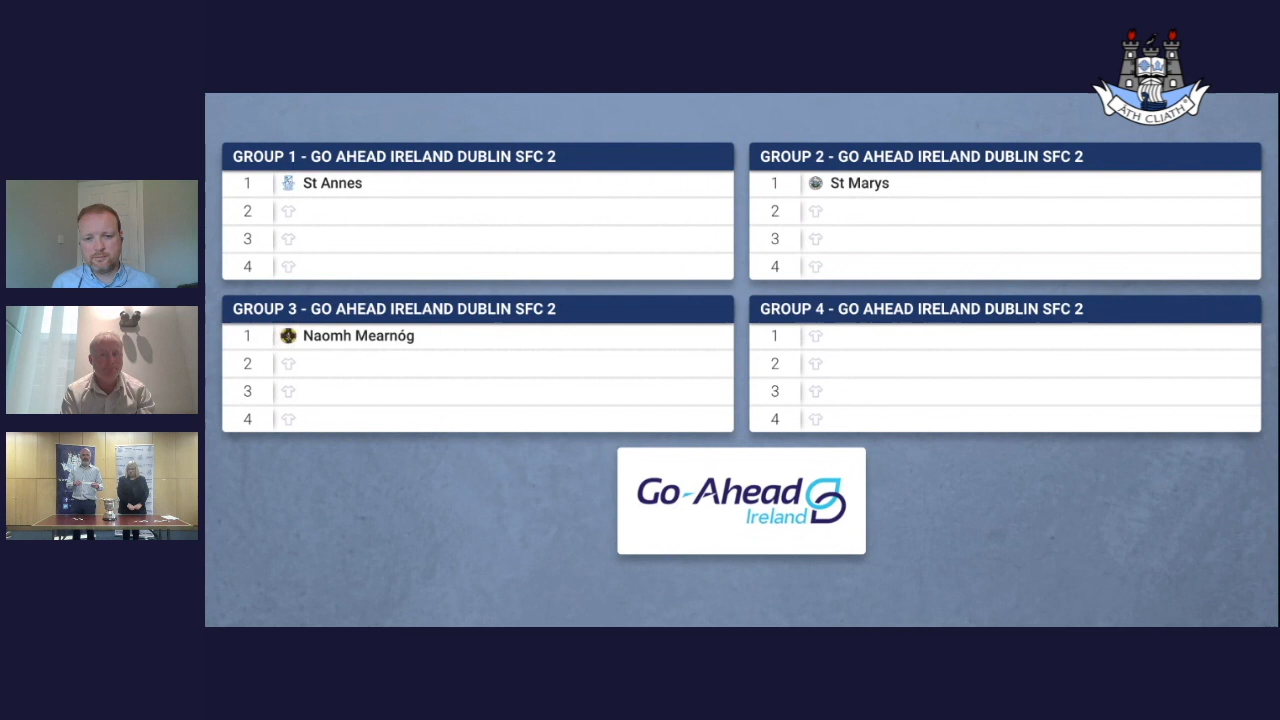 ÁTH CLIATH
GROUP 1 - GO AHEAD IRELAND DUBLIN SFC 2
1 St Annes
2
3
4
GROUP 2 - GO AHEAD IRELAND DUBLIN SFC 2
1 St Marys
2
3
4
GROUP 3 - GO AHEAD IRELAND DUBLIN SFC 2
1 Naomh Mearnóg
2
3
4
GROUP 4 - GO AHEAD IRELAND DUBLIN SFC 2
1
2
3
4
Go-Ahead
Ireland